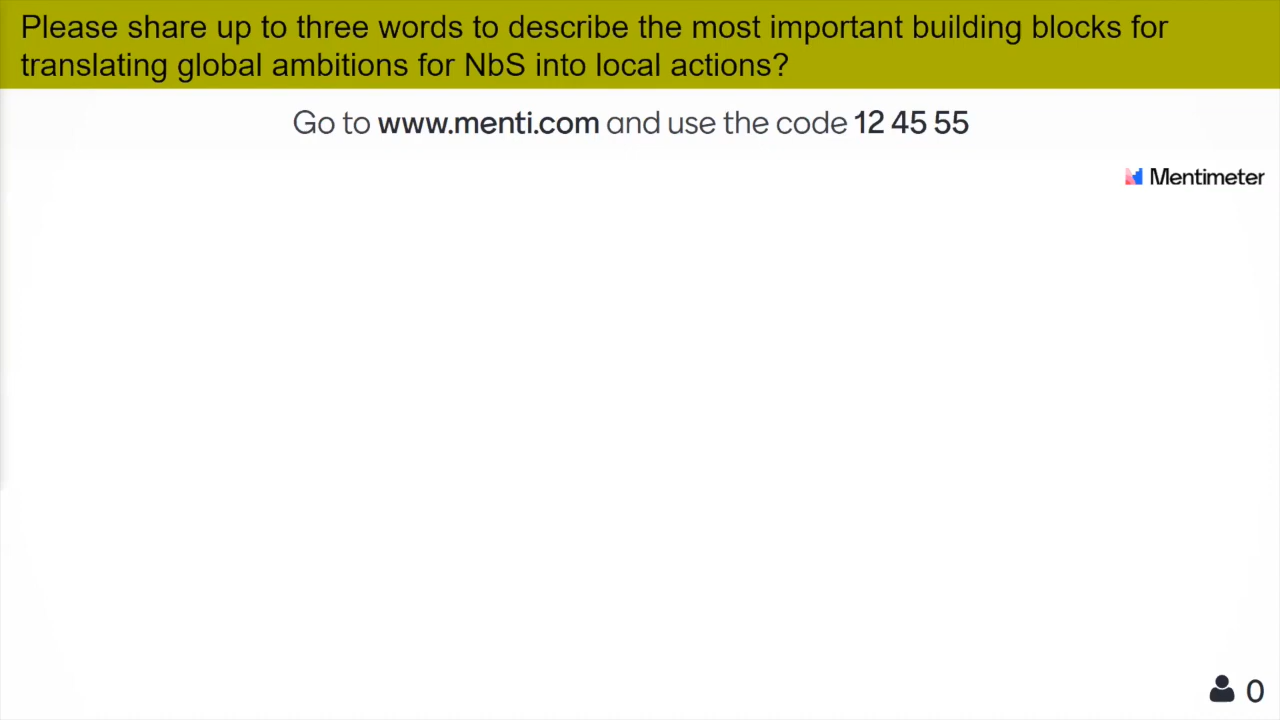 Please share up to three words to describe the most important building blocks for
translating global ambitions for NbS into local actions?
Go to www.menti.com and use the code 12 45 55
Mentimeter
0